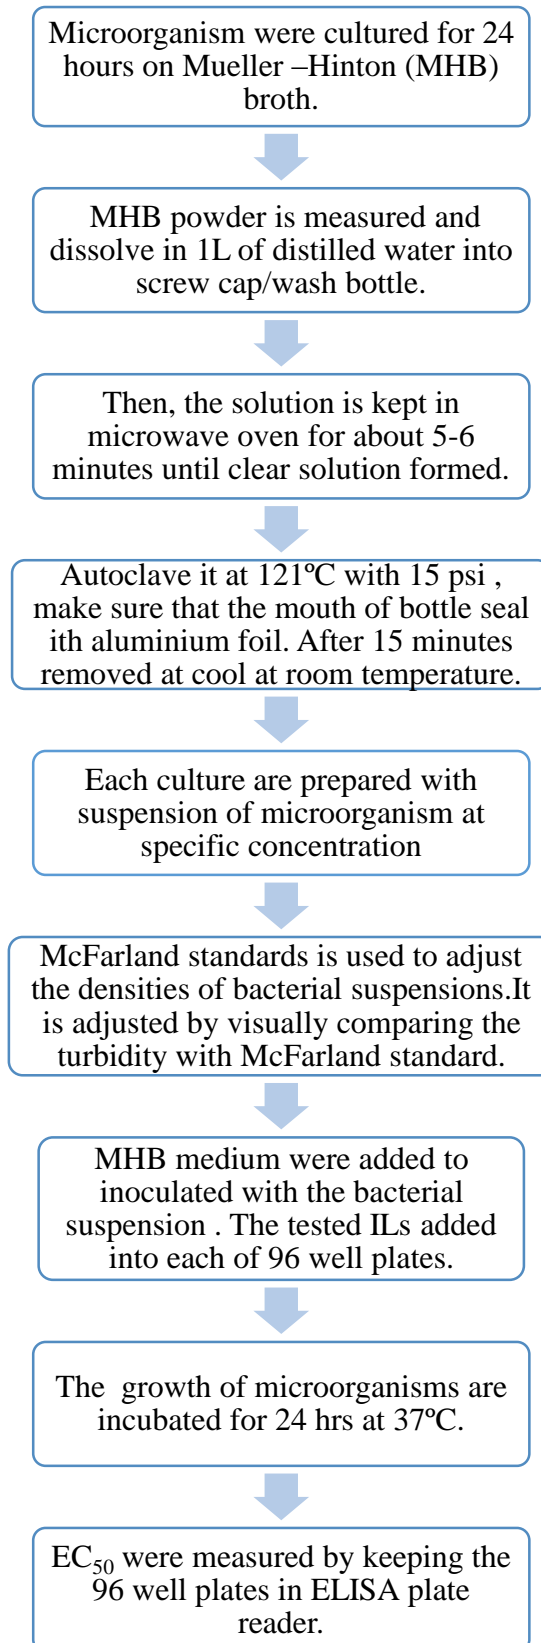 Microorganism were cultured for 24
hours on Mueller –Hinton (MHB)
broth.
MHB powder is measured and
dissolve in 1L of distilled water into
screw cap/wash bottle.
Then, the solution is kept in
microwave oven for about 5-6
minutes until clear solution formed.
Autoclave it at 121ºC with 15 psi ,
make sure that the mouth of bottle seal
ith aluminium foil. After 15 minutes
removed at cool at room temperature.
Each culture are prepared with
suspension of microorganism at
specific concentration
McFarland standards is used to adjust
the densities of bacterial suspensions.It
is adjusted by visually comparing the
turbidity with McFarland standard.
MHB medium were added to
inoculated with the bacterial
suspension . The tested ILs added
into each of 96 well plates.
The growth of microorganisms are
incubated for 24 hrs at 37ºC.
EC₅₀ were measured by keeping the
96 well plates in ELISA plate
reader.